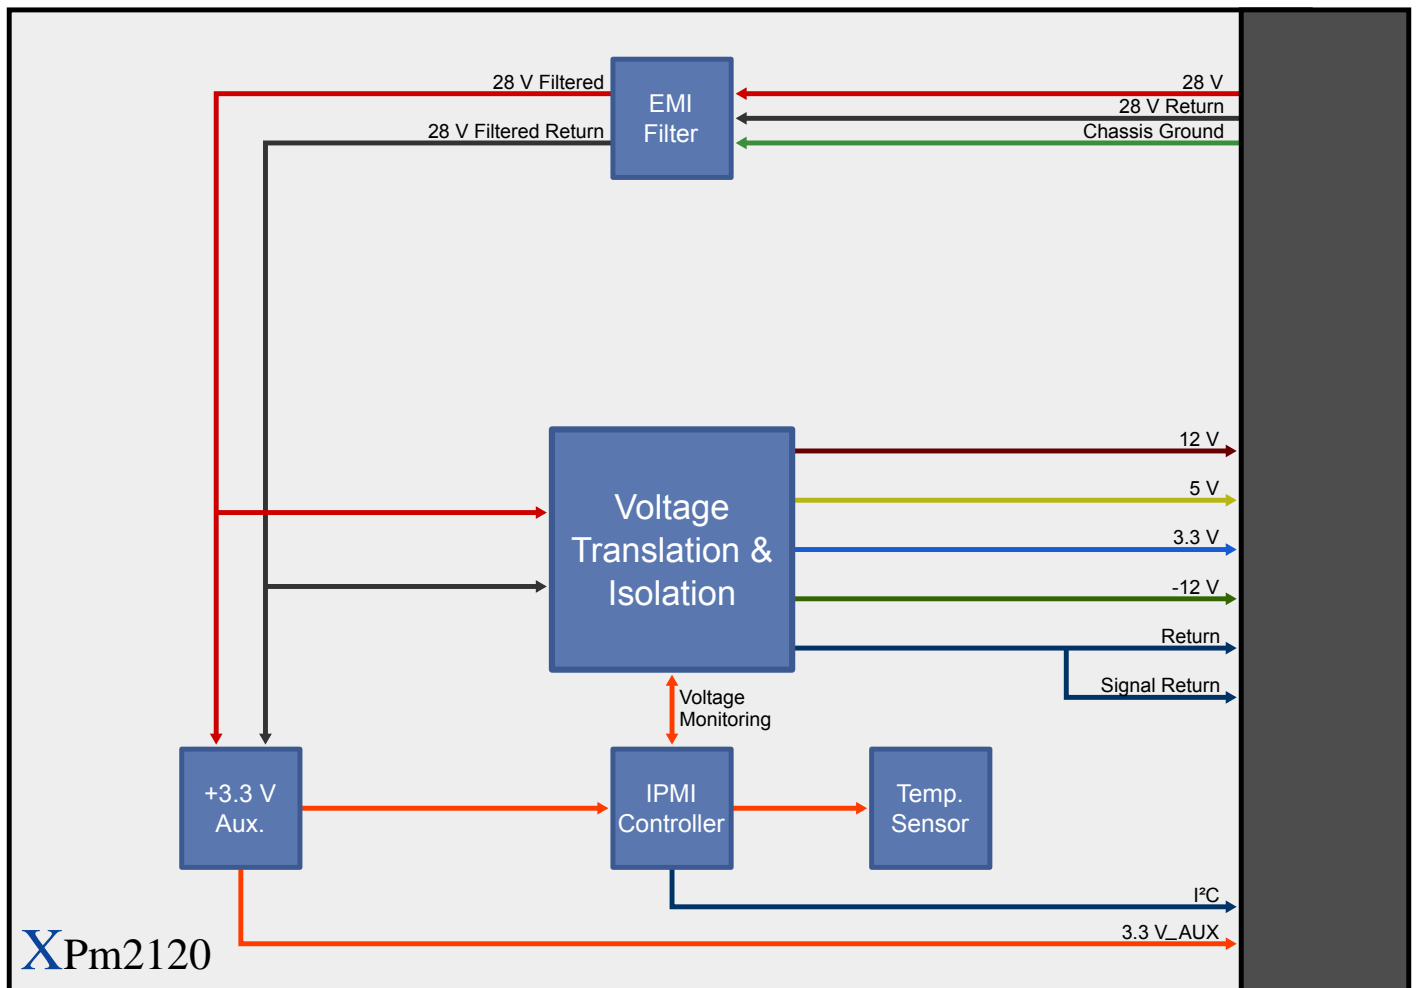 28 V Filtered
28 V Filtered Return
EMI
Filter
28 V
28 V Return
Chassis Ground
Voltage
Translation &
Isolation
12 V
5 V
3.3 V
-12 V
Return
Signal Return
Voltage
Monitoring
+3.3 V
Aux.
IPMI
Controller
Temp.
Sensor
I²C
3.3 V_AUX
XPm2120